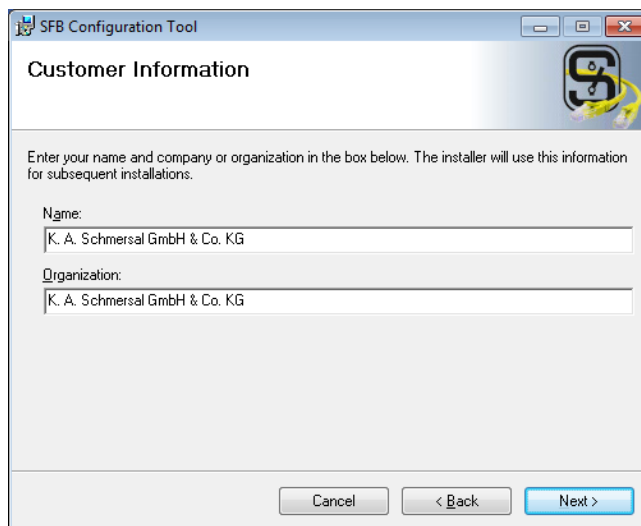 SFB Configuration Tool
Customer Information
Enter your name and company or organization in the box below. The installer will use this information
for subsequent installations.
Name:
K. A. Schmersal GmbH & Co. KG
Organization:
K. A. Schmersal GmbH & Co. KG
Cancel
< Back
Next >